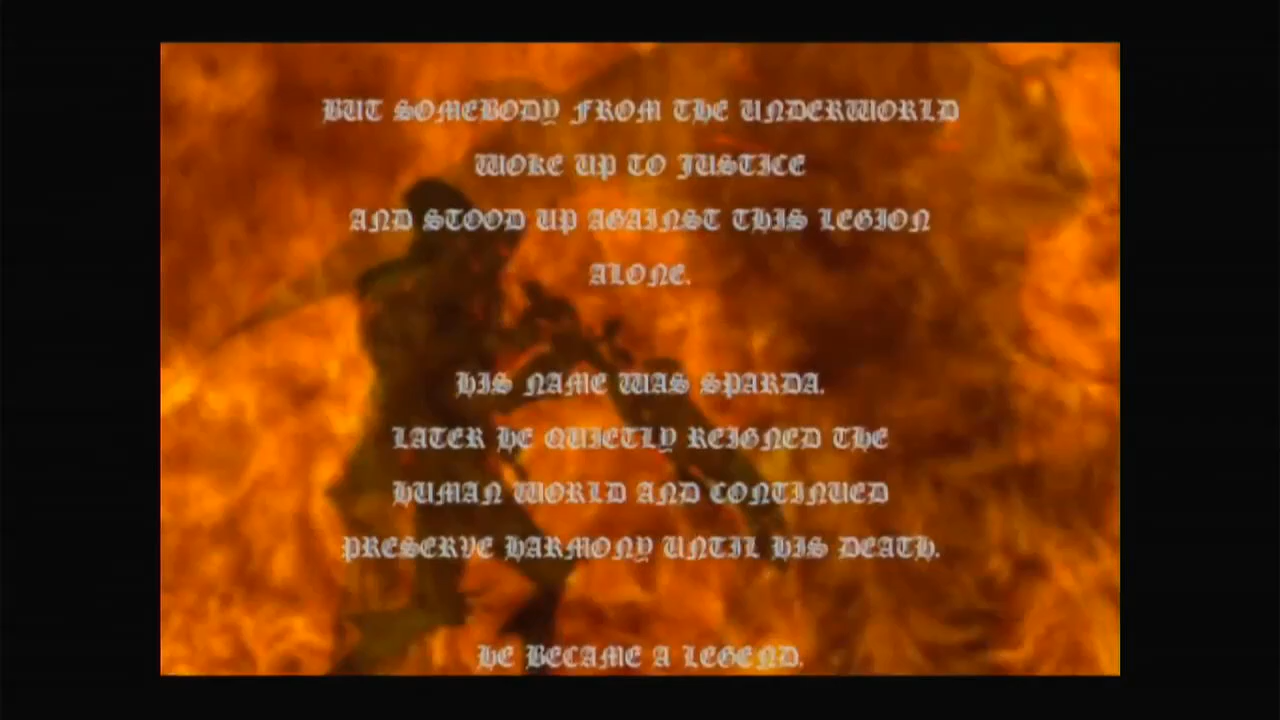 BUT SOMEBODY FROM THE UNDERWORLD
WOKE UP TO JUSTICE
AND STOOD UP AGAINST THIS LEGION
ALONE.
HIS NAME WAS SPARDA.
LATER HE QUIETLY REIGNED THE
HUMAN WORLD AND CONTINUED
PRESERVE HARMONY UNTIL HIS DEATH.
HE BECAME A LEGEND.